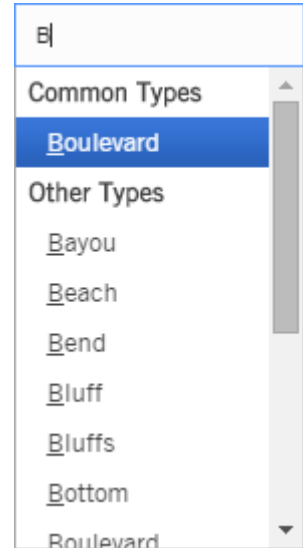 B
Common Types
Boulevard
Other Types
Bayou
Beach
Bend
Bluff
Bluffs
Bottom
Boulevard